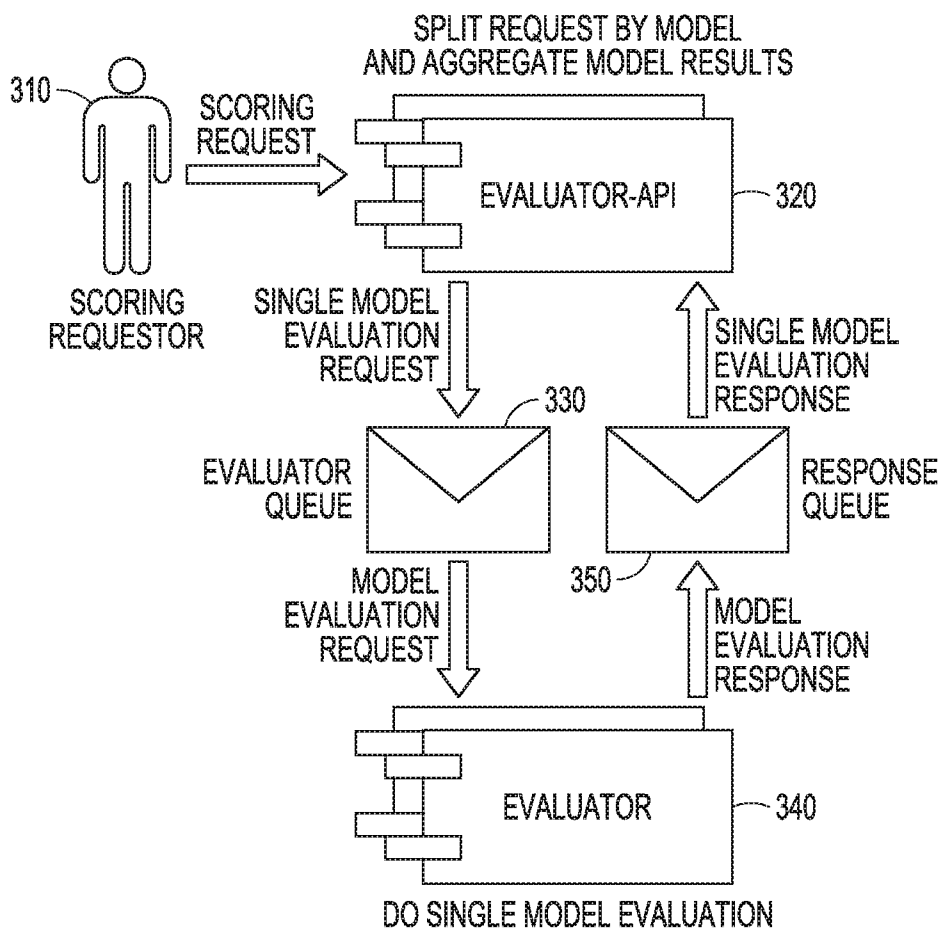 SPLIT REQUEST BY MODEL
AND AGGREGATE MODEL RESULTS
310
SCORING
REQUEST
EVALUATOR-API
320
SCORING
REQUESTOR
SINGLE MODEL
EVALUATION
REQUEST
SINGLE MODEL
EVALUATION
RESPONSE
330
EVALUATOR
QUEUE
RESPONSE
QUEUE
350
MODEL
EVALUATION
REQUEST
MODEL
EVALUATION
RESPONSE
EVALUATOR
340
DO SINGLE MODEL EVALUATION